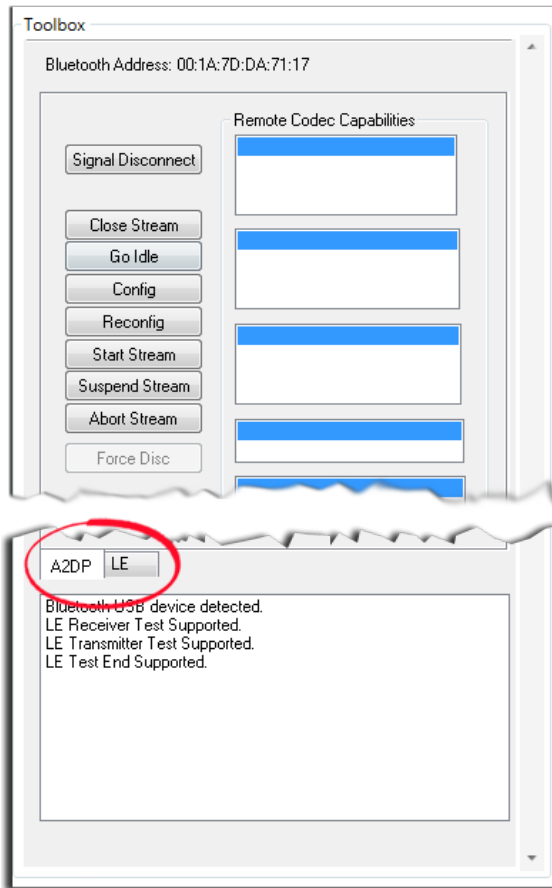 Toolbox
Bluetooth Address: 00:1A:7D:DA:71:17
Remote Codec Capabilities
Signal Disconnect
Close Stream
Go Idle
Config
Reconfig
Start Stream
Suspend Stream
Abort Stream
Force Disc
A2DP LE
Bluetooth USB device detected.
LE Receiver Test Supported.
LE Transmitter Test Supported.
LE Test End Supported.